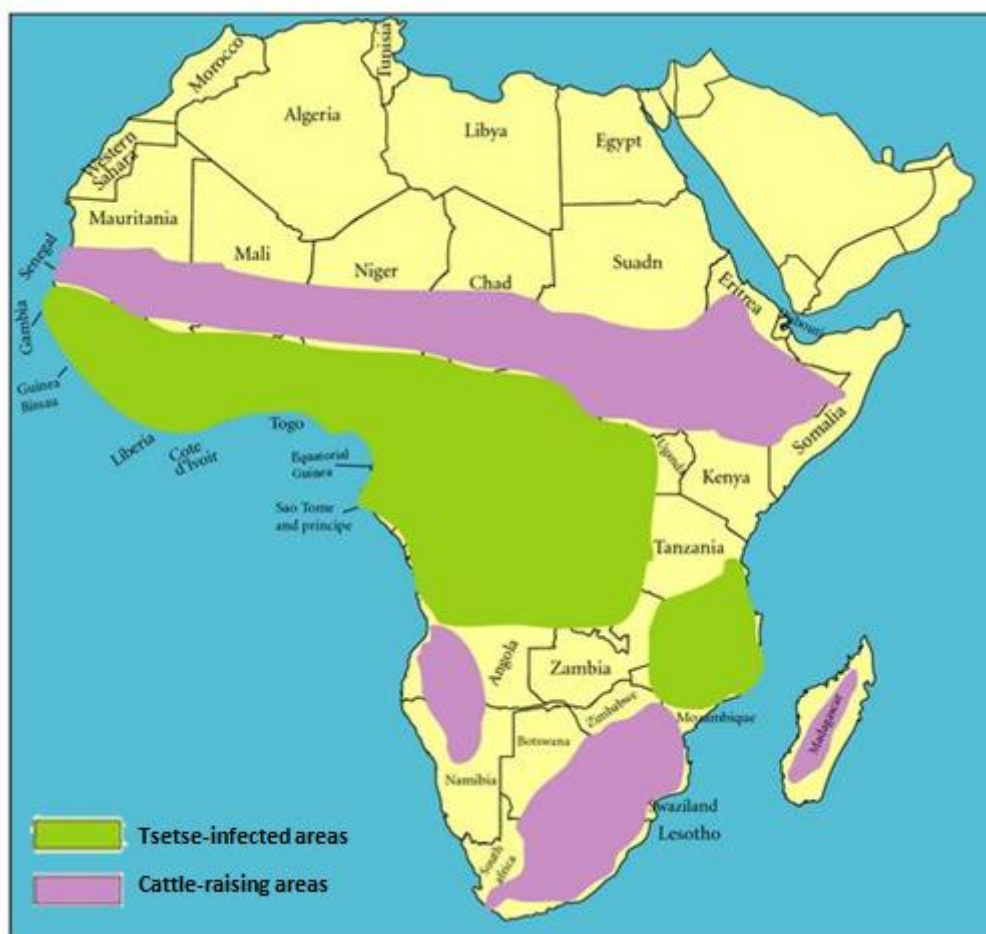 Morocco
Tunisia
Algeria
Libya
Egypt
Western
Sahara
Mauritania
Mali
Niger
Chad
Suadn
Eritrea
Senegal
Gambia
Guinea
Bissau
Liberia
Cote
d'Ivoir
Togo
Equatorial
Guinea
Sao Tome
and principe
Uganda
Kenya
Somalia
Tanzania
Angola
Zambia
Zimbabwe
Mozambique
Madagascar
Botswana
Namibia
Swaziland
Lesotho
South
africa
Tsetse-infected areas
Cattle-raising areas